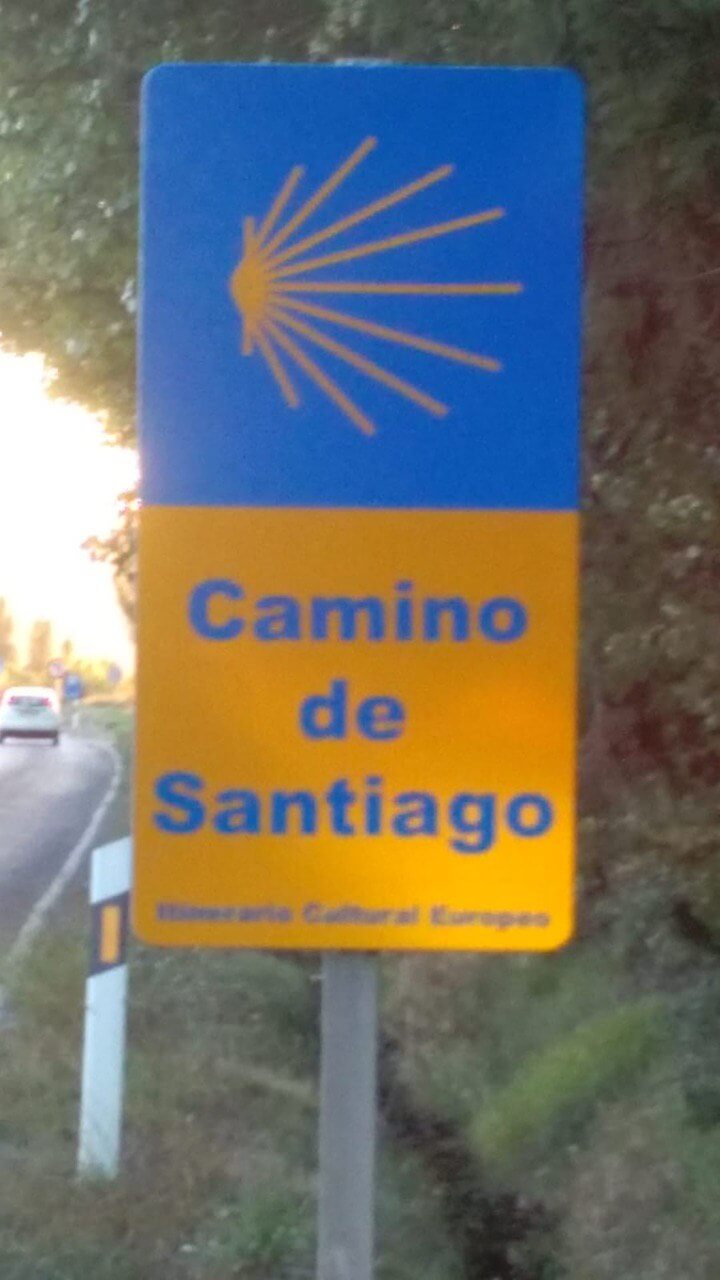 Camino
de
Santiago
Itinerario Cultural Europeo